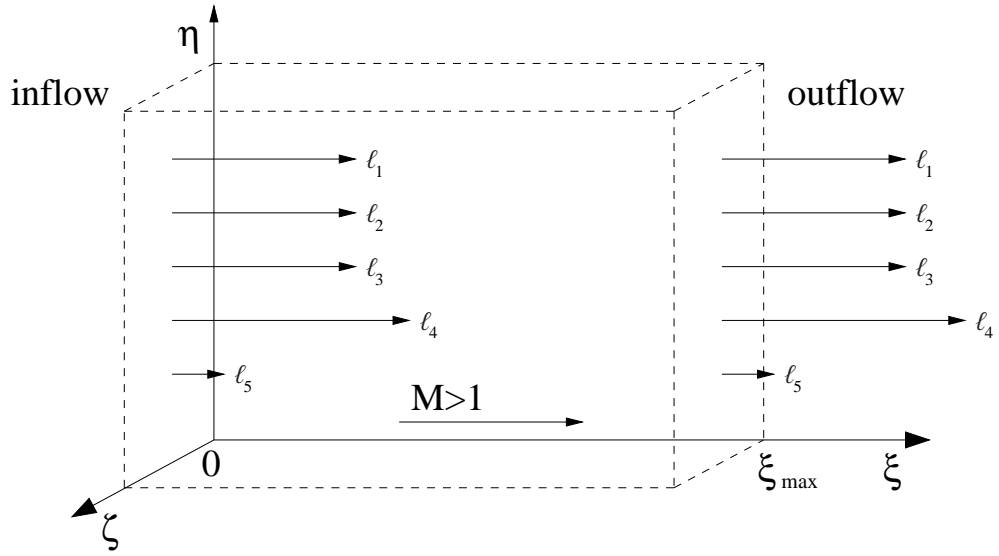 η
inflow
outflow
ℓ₁ ℓ₁
ℓ₂ ℓ₂
ℓ₃ ℓ₃
ℓ₄ ℓ₄
ℓ₅ ℓ₅
M>1
0
ξmax
ξ
ζ